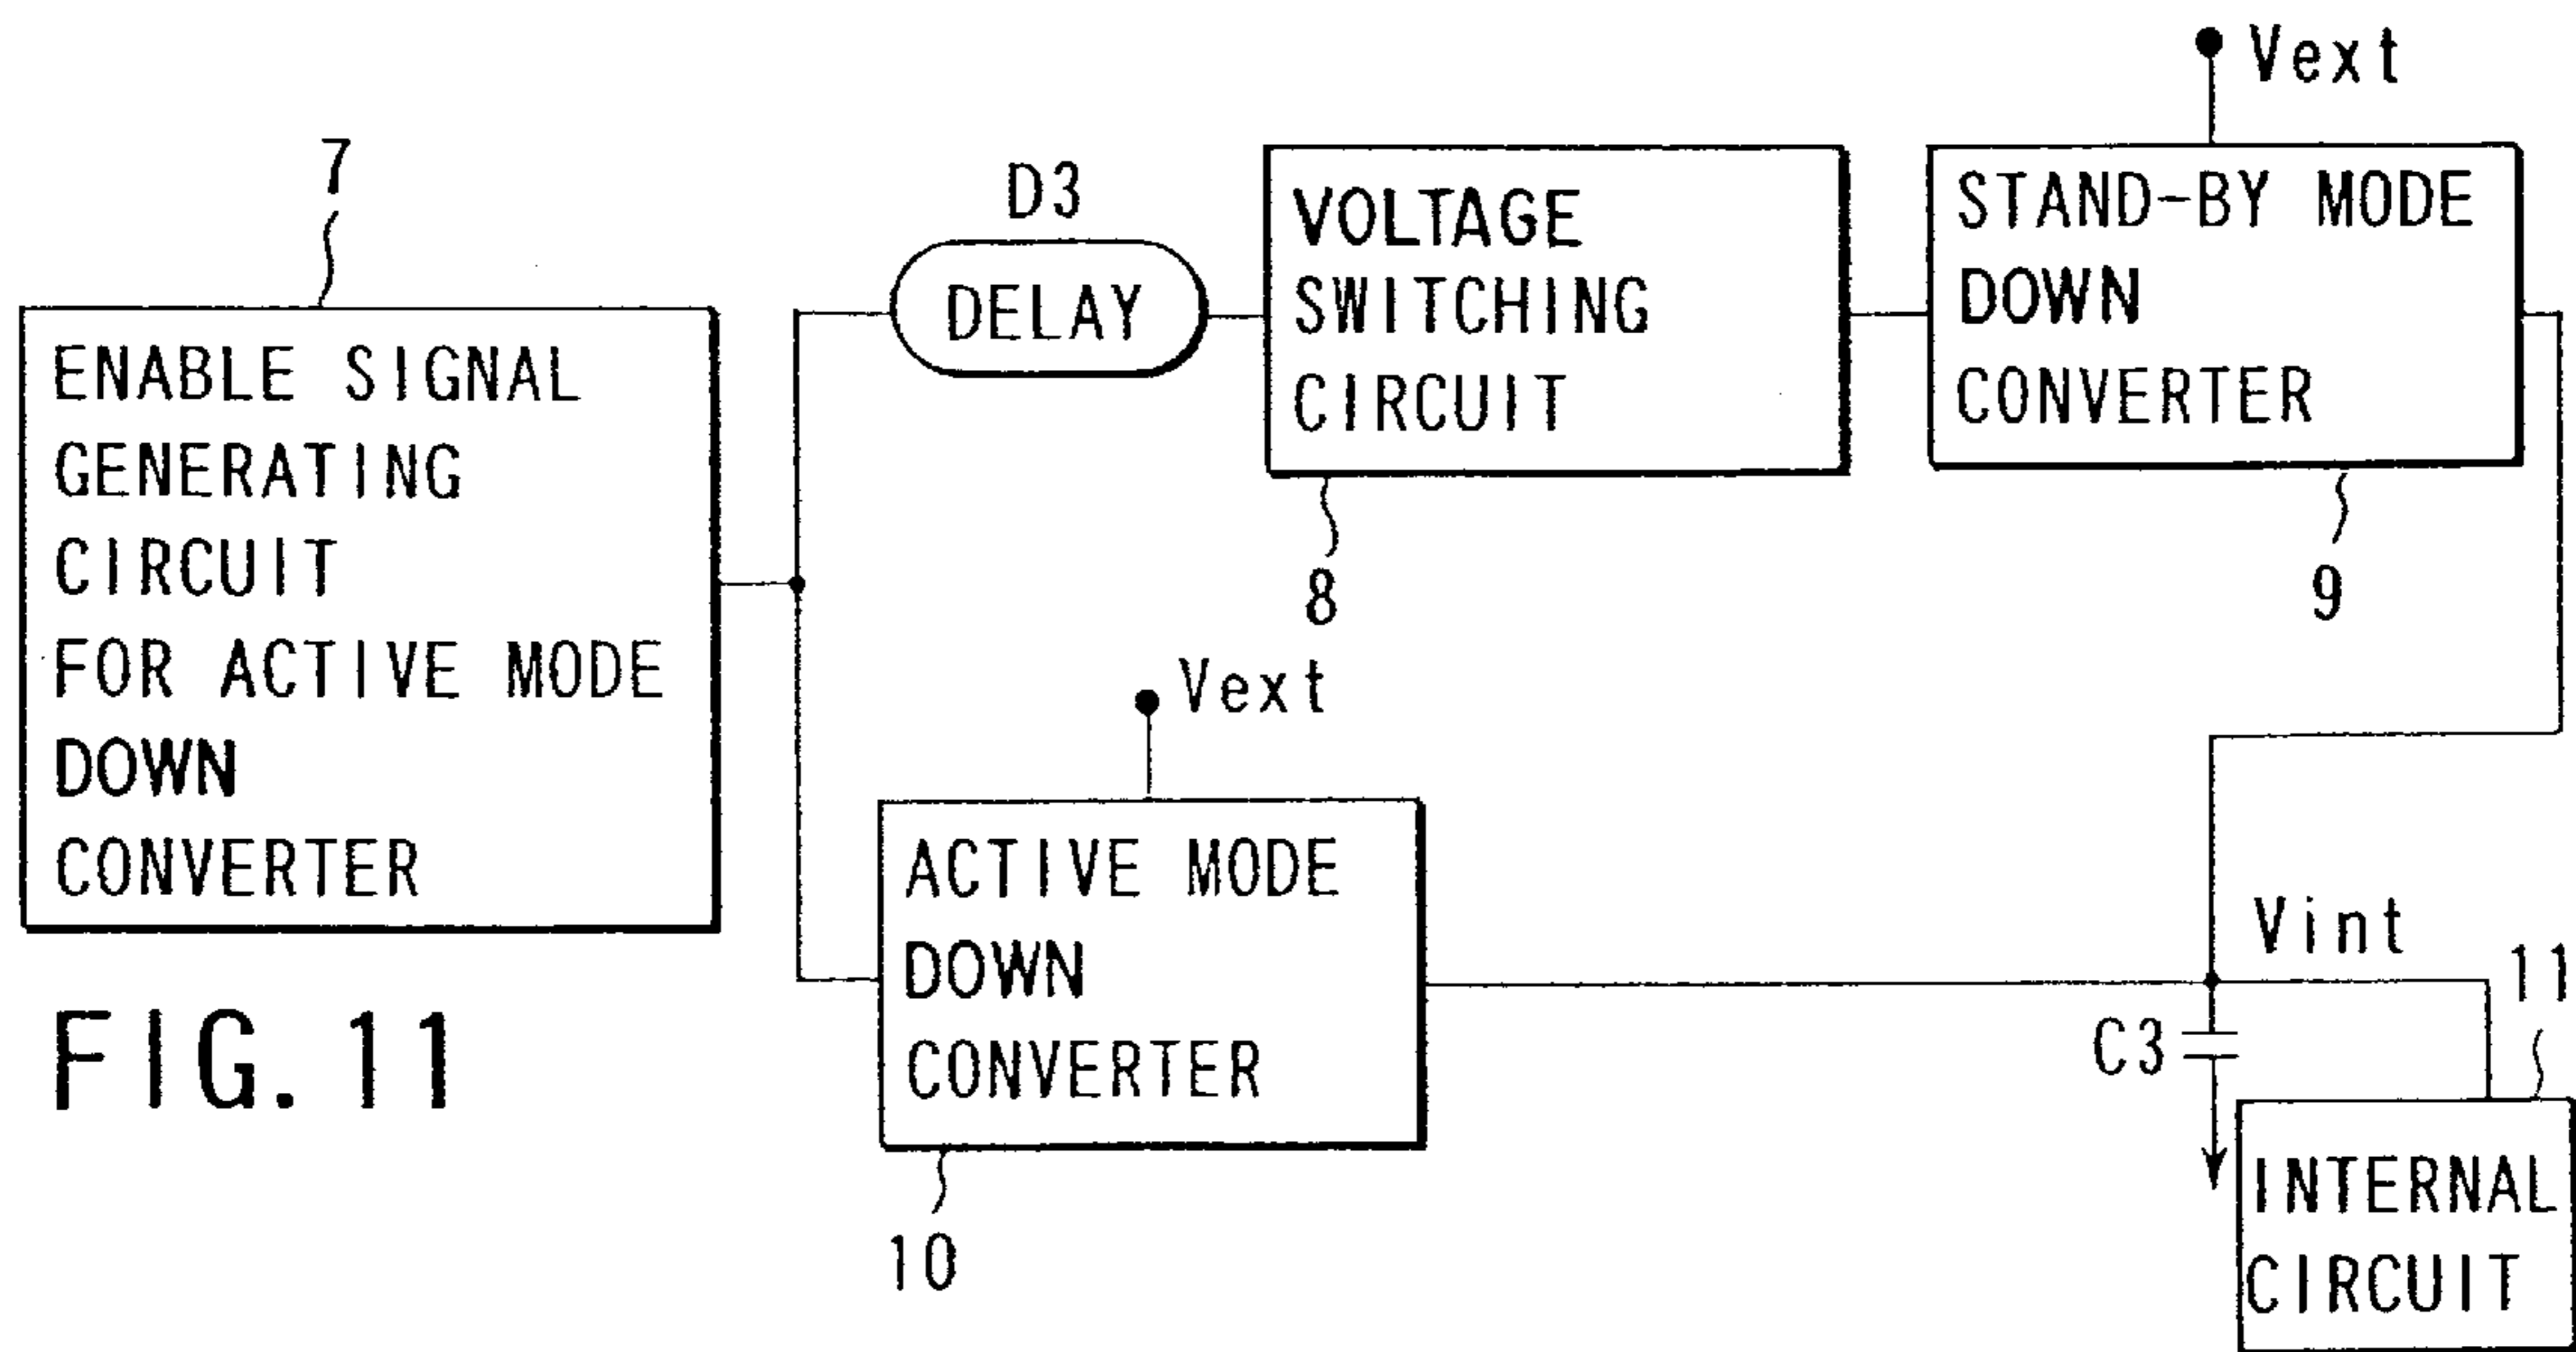 Vext
7
D3
DELAY
VOLTAGE
SWITCHING
CIRCUIT
8
STAND-BY MODE
DOWN
CONVERTER
9
ENABLE SIGNAL
GENERATING
CIRCUIT
FOR ACTIVE MODE
DOWN
CONVERTER
Vext
ACTIVE MODE
DOWN
CONVERTER
10
Vint
11
C3
INTERNAL
CIRCUIT
FIG. 11